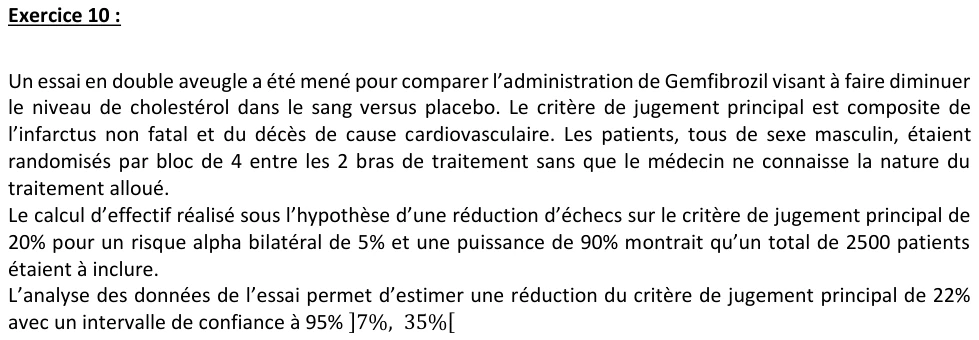 Exercice 10 :
Un essai en double aveugle a été mené pour comparer l’administration de Gemfibrozil visant à faire diminuer
le niveau de cholestérol dans le sang versus placebo. Le critère de jugement principal est composite de
l’infarctus non fatal et du décès de cause cardiovasculaire. Les patients, tous de sexe masculin, étaient
randomisés par bloc de 4 entre les 2 bras de traitement sans que le médecin ne connaisse la nature du
traitement alloué.
Le calcul d’effectif réalisé sous l’hypothèse d’une réduction d’échecs sur le critère de jugement principal de
20% pour un risque alpha bilatéral de 5% et une puissance de 90% montrait qu’un total de 2500 patients
étaient à inclure.
L’analyse des données de l’essai permet d’estimer une réduction du critère de jugement principal de 22%
avec un intervalle de confiance à 95% ]7%, 35%[